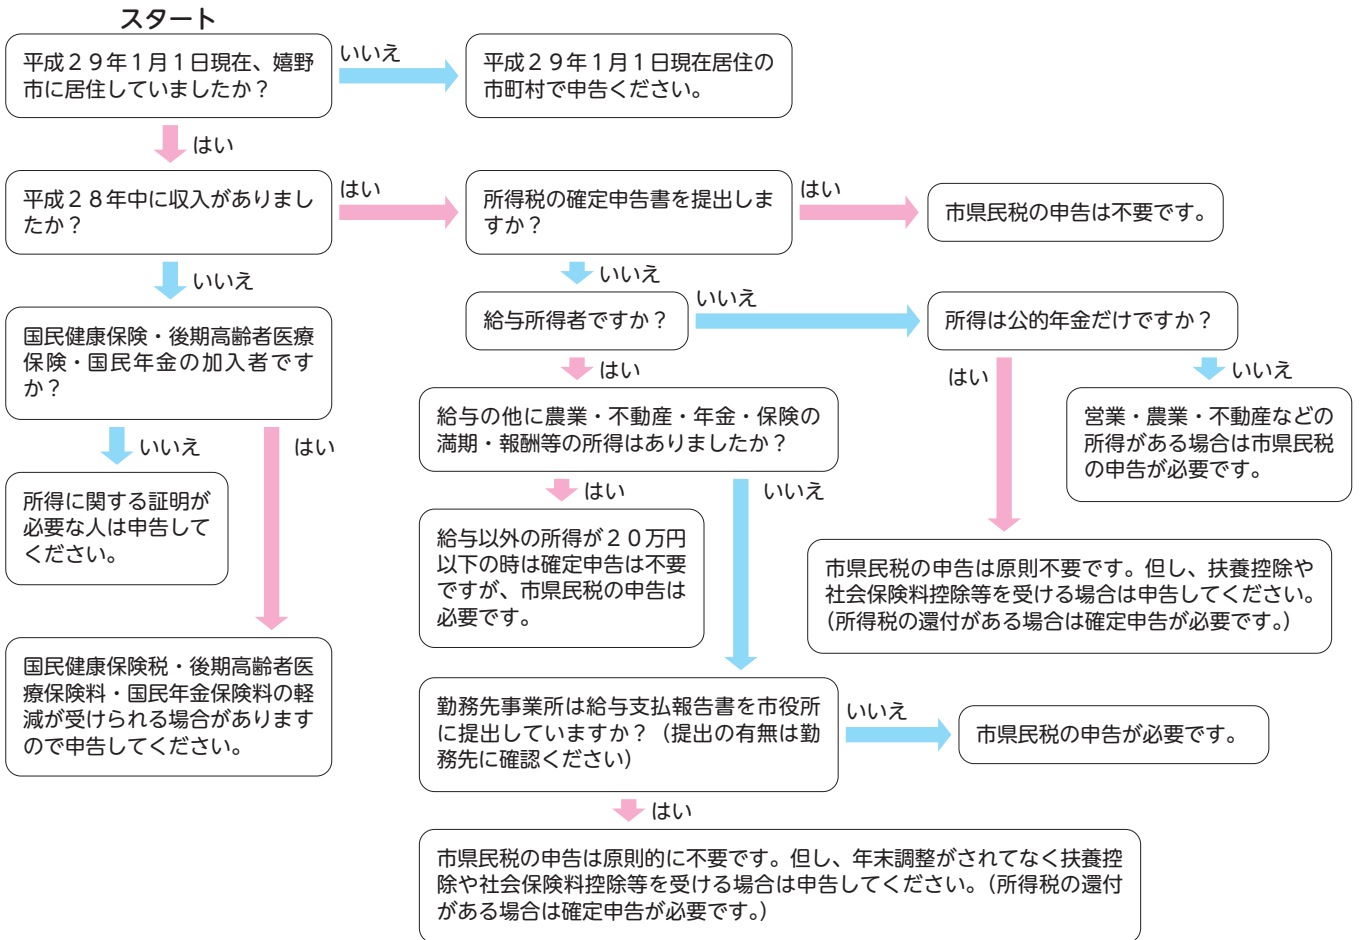 スタート
平成２９年１月１日現在、嬉野
市に居住していましたか？
いいえ
平成２９年１月１日現在居住の
市町村で申告ください。
はい
平成２８年中に収入がありまし
たか？
はい
所得税の確定申告書を提出しま
すか？
はい
市県民税の申告は不要です。
いいえ
いいえ
給与所得者ですか？
いいえ
所得は公的年金だけですか？
国民健康保険・後期高齢者医療
保険・国民年金の加入者です
か？
はい
はい
いいえ
給与の他に農業・不動産・年金・保険の
満期・報酬等の所得はありましたか？
営業・農業・不動産などの
所得がある場合は市県民税
の申告が必要です。
いいえ
はい
所得に関する証明が
必要な人は申告して
ください。
はい
いいえ
給与以外の所得が２０万円
以下の時は確定申告は不要
ですが、市県民税の申告は
必要です。
市県民税の申告は原則不要です。但し、扶養控除や
社会保険料控除等を受ける場合は申告してください。
（所得税の還付がある場合は確定申告が必要です。）
国民健康保険税・後期高齢者医
療保険料・国民年金保険料の軽
減が受けられる場合があります
ので申告してください。
勤務先事業所は給与支払報告書を市役所
に提出していますか？（提出の有無は勤
務先に確認ください）
いいえ
市県民税の申告が必要です。
はい
市県民税の申告は原則的に不要です。但し、年末調整がされてなく扶養控
除や社会保険料控除等を受ける場合は申告してください。（所得税の還付
がある場合は確定申告が必要です。）